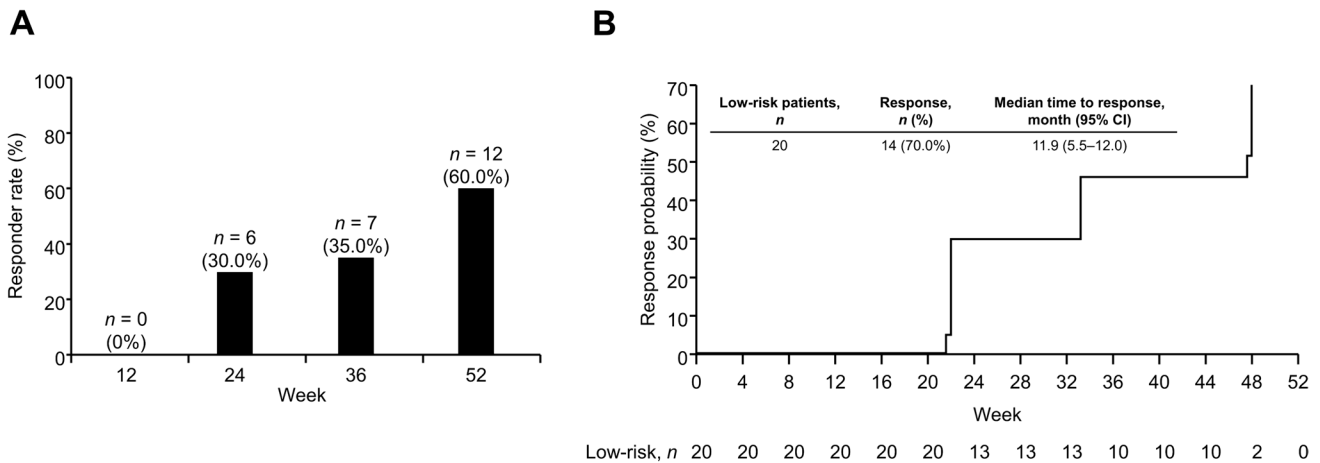 A
Responder rate (%)
100
80
60
40
20
0
n = 0
(0%)
n = 6
(30.0%)
n = 7
(35.0%)
n = 12
(60.0%)
12 24 36 52
Week
B
Response probability (%)
70
60
50
40
30
20
10
0
Low-risk patients, Response, Median time to response,
n n (%) month (95% CI)
20 14 (70.0%) 11.9 (5.5–12.0)
0 4 8 12 16 20 24 28 32 36 40 44 48 52
Week
Low-risk, n 20 20 20 20 20 20 13 13 13 10 10 10 2 0